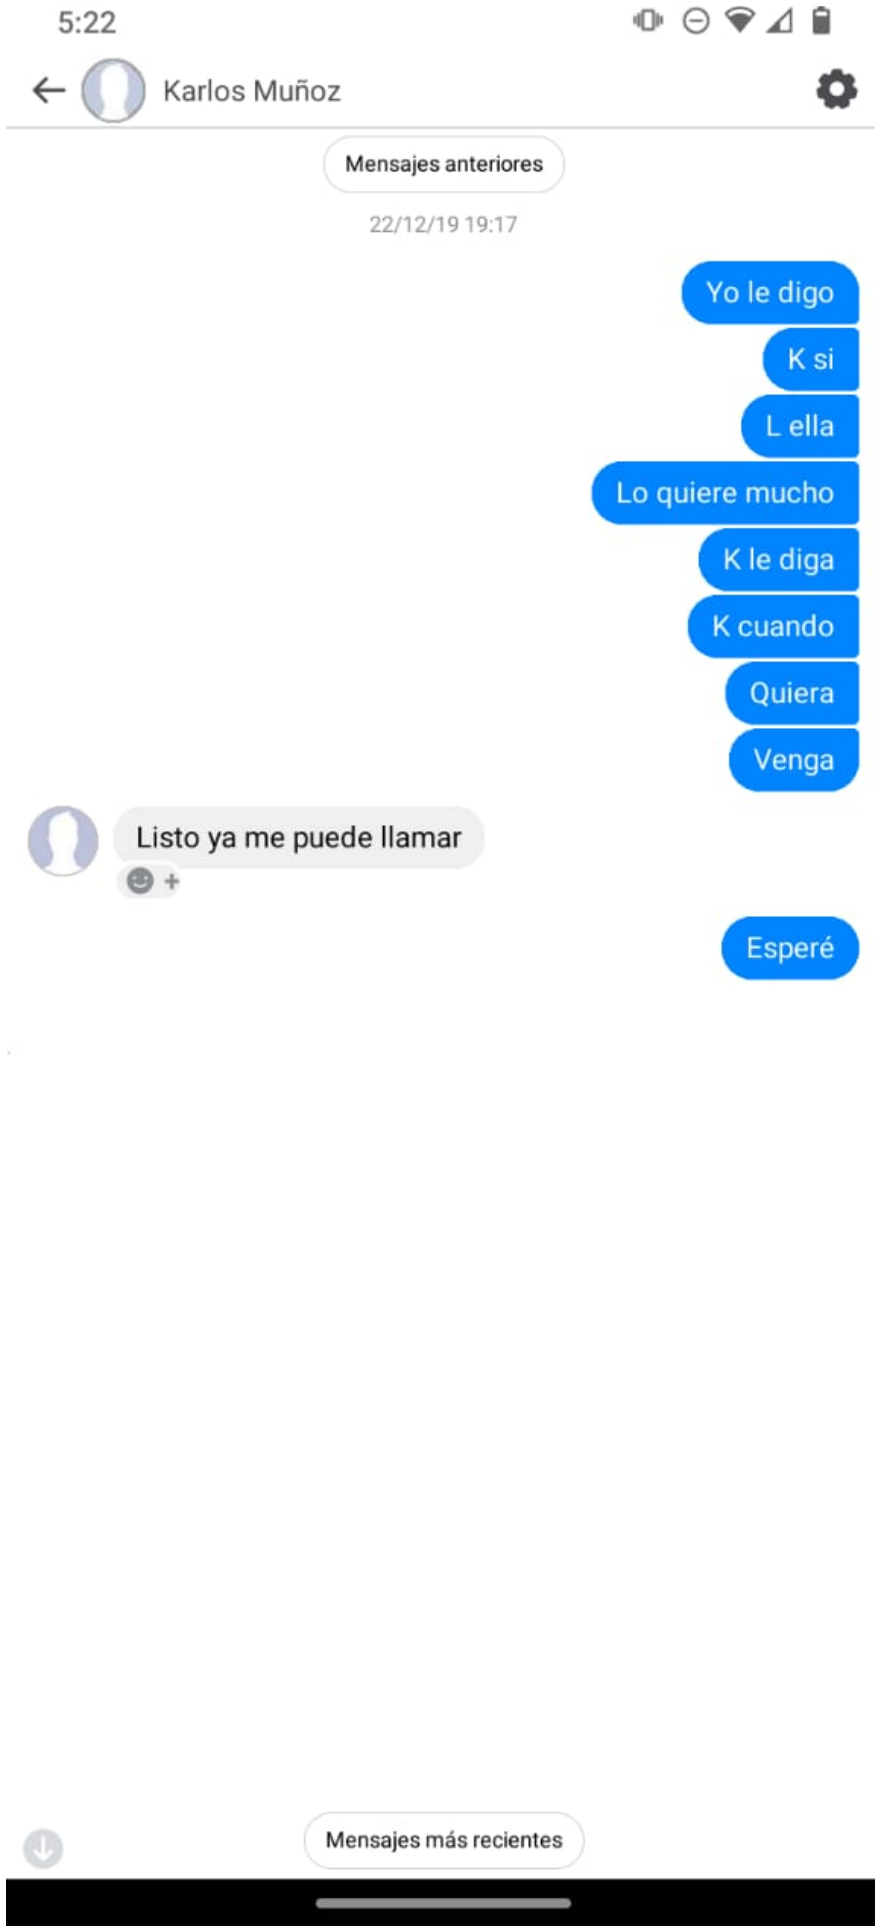 5:22
Karlos Muñoz
Mensajes anteriores
22/12/19 19:17
Yo le digo
K si
L ella
Lo quiere mucho
K le diga
K cuando
Quiera
Venga
Listo ya me puede llamar
Esperé
Mensajes más recientes